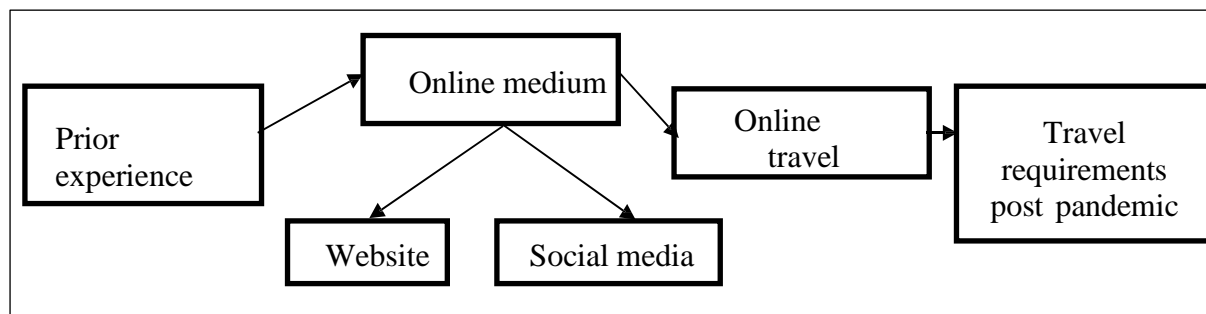 Prior
experience
Online medium
Website
Social media
Online
travel
Travel
requirements
post pandemic